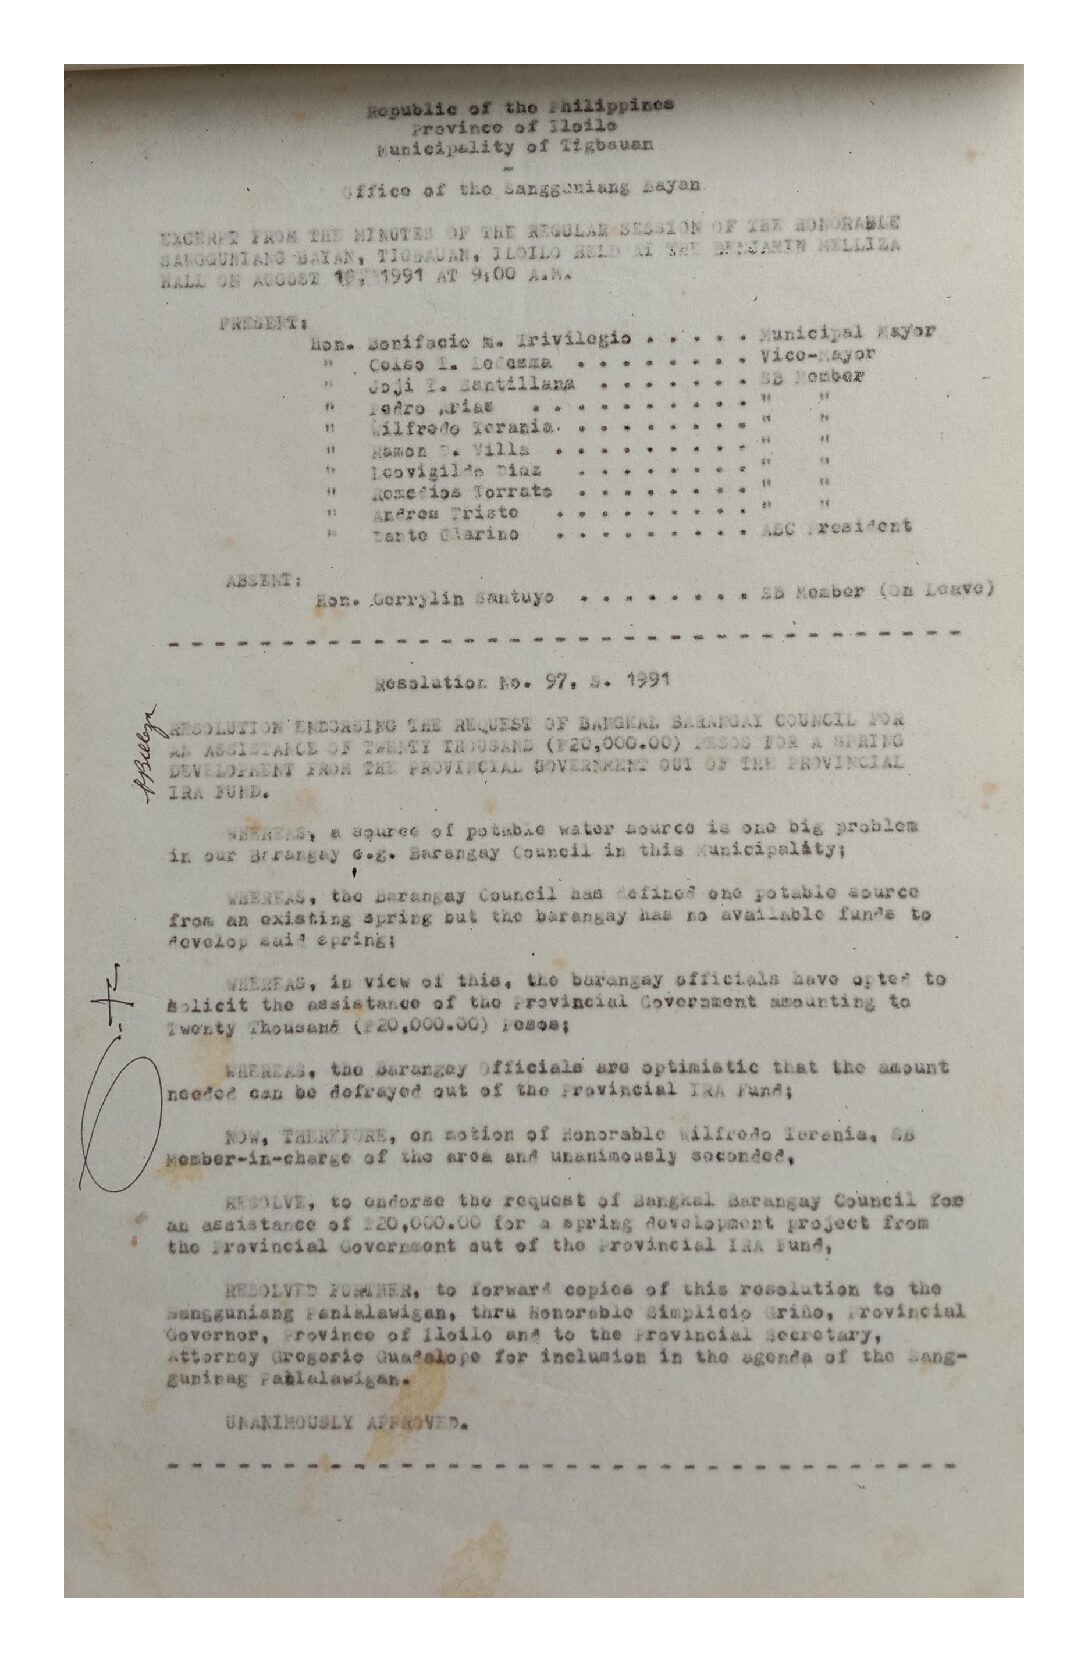 Republic of the Philippines
Province of Iloilo
Municipality of Tigbauan
-
Office of the Sangguniang Bayan
EXCERPT FROM THE MINUTES OF THE REGULAR SESSION OF THE HONORABLE
SANGGUNIANG BAYAN, TIGBAUAN, ILOILO HELD AT THE BENJAMIN MELLIZA
HALL ON AUGUST 19, 1991 AT 9:00 A.M.
PRESENT:
Hon. Bonifacio M. Trivilegio . . . . . Municipal Mayor
" Celso T. Ledesma . . . . . . . . Vice-Mayor
" Joji T. Santillana . . . . . . . SB Member
" Pedro Arias . . . . . . . . . . " "
" Wilfredo Terania. . . . . . . . . " "
" Ramon D. Villa . . . . . . . . . " "
" Leovigildo Diaz . . . . . . . . " "
" Remedios Torrato . . . . . . . . " "
" Andrea Triste . . . . . . . . . " "
" Dante Clarino . . . . . . . . . ABC President
ABSENT:
Hon. Gerrylin Santuyo . . . . . . . . SB Member (On Leave)
- - - - - - - - - - - - - - - - - - - - - - - - - - - - - - - - - - -
Resolution No. 97, S. 1991
RESOLUTION ENDORSING THE REQUEST OF BANGKAL BARANGAY COUNCIL FOR
AN ASSISTANCE OF TWENTY THOUSAND (₱20,000.00) PESOS FOR A SPRING
DEVELOPMENT FROM THE PROVINCIAL GOVERNMENT OUT OF THE PROVINCIAL
IRA FUND.
WHEREAS, a source of potable water source is one big problem
in our Barangay e.g. Barangay Council in this Municipality;
WHEREAS, the Barangay Council has defined one potable source
from an existing spring but the barangay has no available funds to
develop said spring;
WHEREAS, in view of this, the barangay officials have opted to
solicit the assistance of the Provincial Government amounting to
Twenty Thousand (₱20,000.00) Pesos;
WHEREAS, the Barangay Officials are optimistic that the amount
needed can be defrayed out of the Provincial IRA Fund;
NOW, THEREFORE, on motion of Honorable Wilfredo Terania, SB
Member-in-charge of the area and unanimously seconded,
RESOLVE, to endorse the request of Bangkal Barangay Council for
an assistance of ₱20,000.00 for a spring development project from
the Provincial Government out of the Provincial IRA Fund,
RESOLVED FURTHER, to forward copies of this resolution to the
Sangguniang Panlalawigan, thru Honorable Simplicio Griño, Provincial
Governor, Province of Iloilo and to the Provincial Secretary,
Attorney Gregorio Guadalope for inclusion in the agenda of the Sang-
guninag Pahlalawigan.
UNANIMOUSLY APPROVED.
- - - - - - - - - - - - - - - - - - - - - - - - - - - - - - - - - - -